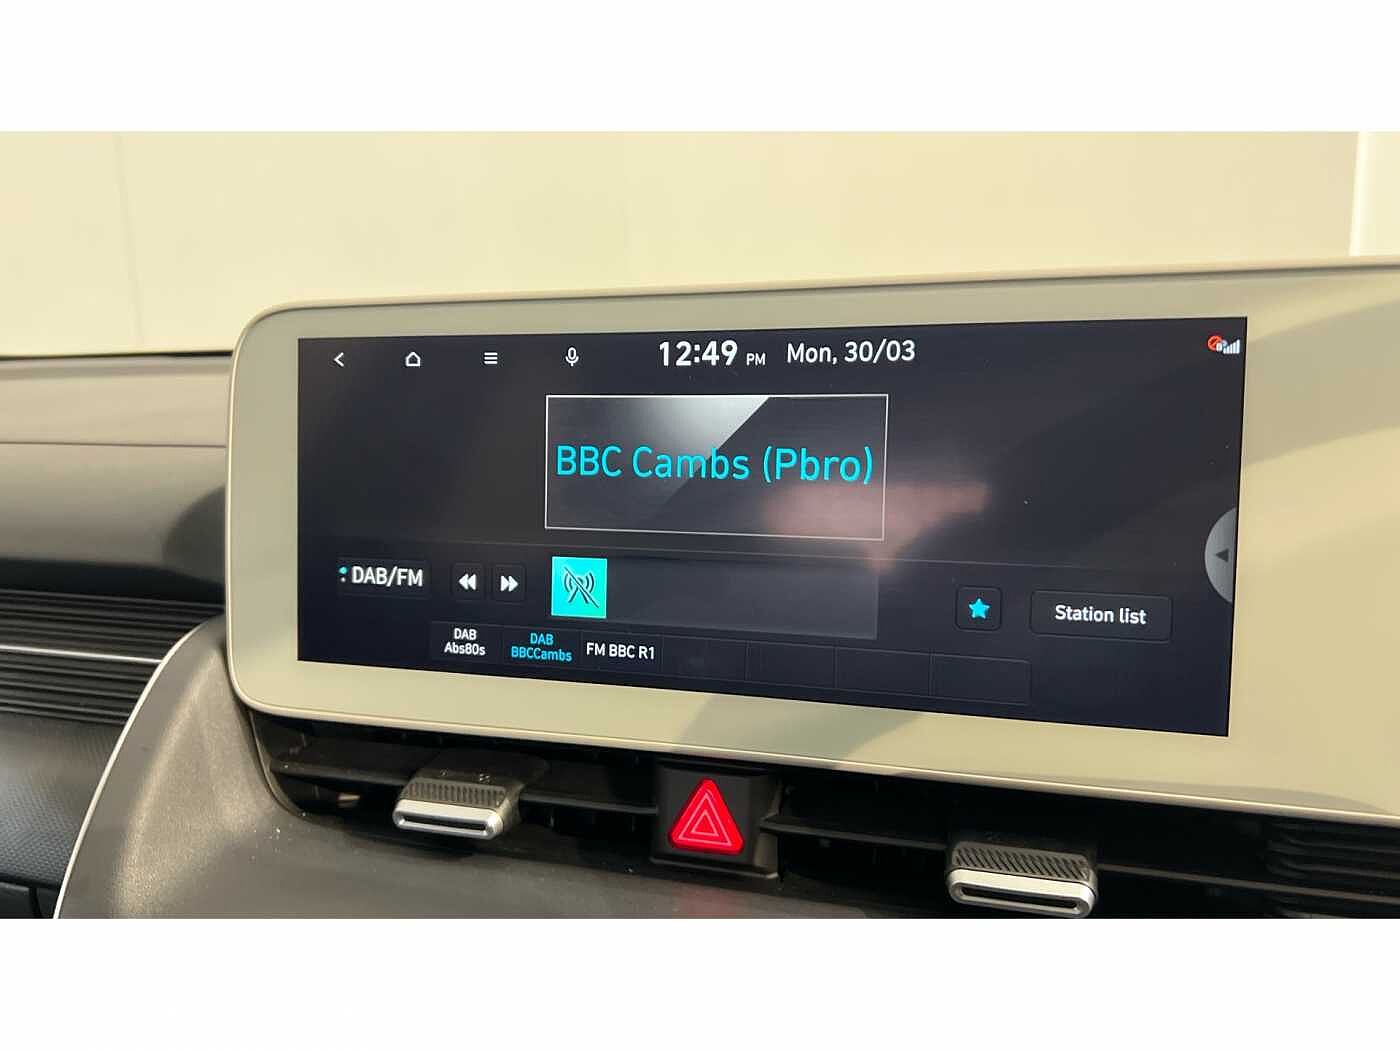 12:49 PM Mon, 30/03
BBC Cambs (Pbro)
DAB/FM
Station list
DAB
Abs80s
DAB
BBCCambs
FM BBC R1